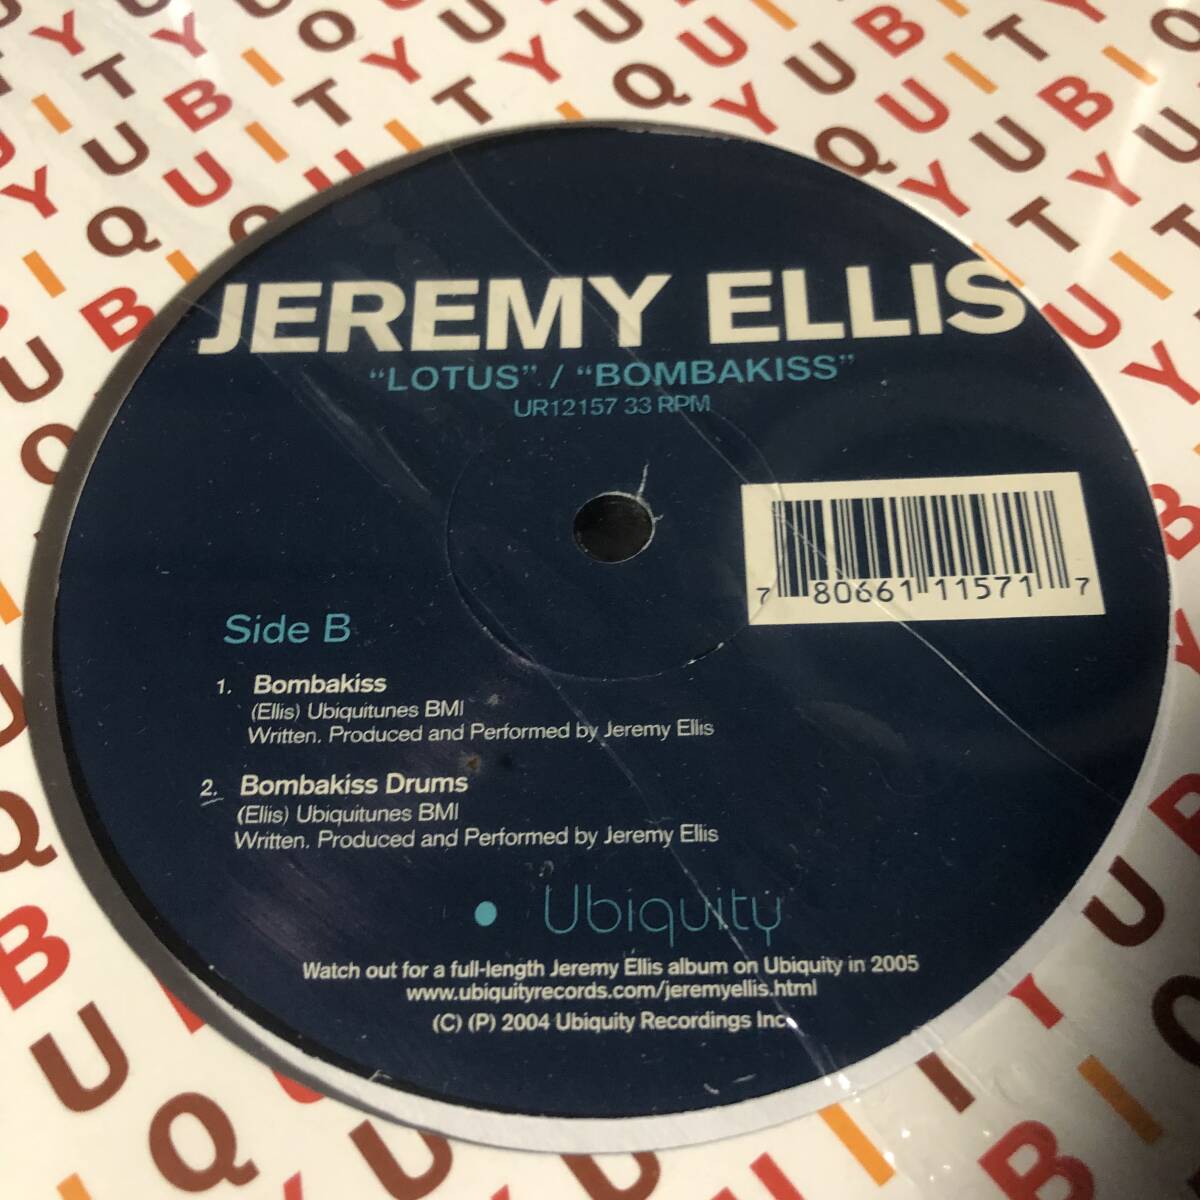 JEREMY ELLIS
“LOTUS” / “BOMBAKISS”
UR12157 33 RPM
7 80661 11571 7
Side B
1. Bombakiss
(Ellis) Ubiquitunes BMI
Written. Produced and Performed by Jeremy Ellis
2. Bombakiss Drums
(Ellis) Ubiquitunes BMI
Written. Produced and Performed by Jeremy Ellis
Ubiquity
Watch out for a full-length Jeremy Ellis album on Ubiquity in 2005
www.ubiquityrecords.com/jeremyellis.html
(C) (P) 2004 Ubiquity Recordings Inc.